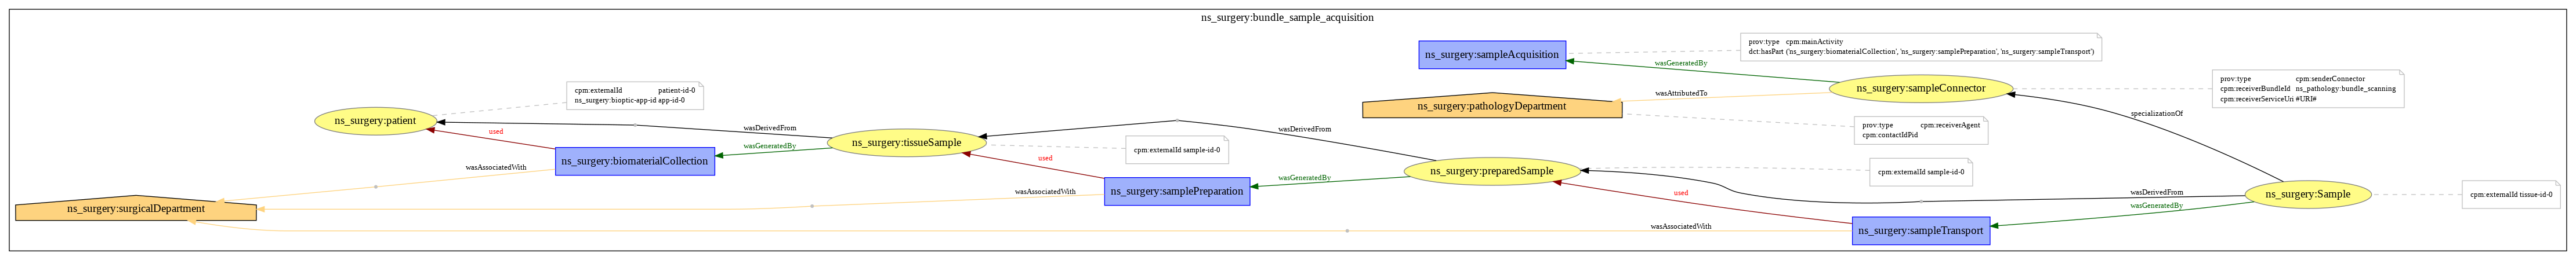 ns_surgery:bundle_sample_acquisition
ns_surgery:sampleAcquisition
prov:type cpm:mainActivity
dct:hasPart ('ns_surgery:biomaterialCollection', 'ns_surgery:samplePreparation', 'ns_surgery:sampleTransport')
wasGeneratedBy
cpm:externalId patient-id-0
ns_surgery:bioptic-app-id app-id-0
ns_surgery:sampleConnector
prov:type cpm:senderConnector
cpm:receiverBundleId ns_pathology:bundle_scanning
cpm:receiverServiceUri #URI#
wasAttributedTo
ns_surgery:pathologyDepartment
specializationOf
ns_surgery:patient
used
wasDerivedFrom
wasDerivedFrom
prov:type cpm:receiverAgent
cpm:contactIdPid
ns_surgery:tissueSample
wasGeneratedBy
cpm:externalId sample-id-0
ns_surgery:biomaterialCollection
used
wasAssociatedWith
ns_surgery:preparedSample
cpm:externalId sample-id-0
wasGeneratedBy
ns_surgery:samplePreparation
wasAssociatedWith
used
wasDerivedFrom
ns_surgery:Sample
cpm:externalId tissue-id-0
ns_surgery:surgicalDepartment
wasGeneratedBy
wasAssociatedWith
ns_surgery:sampleTransport